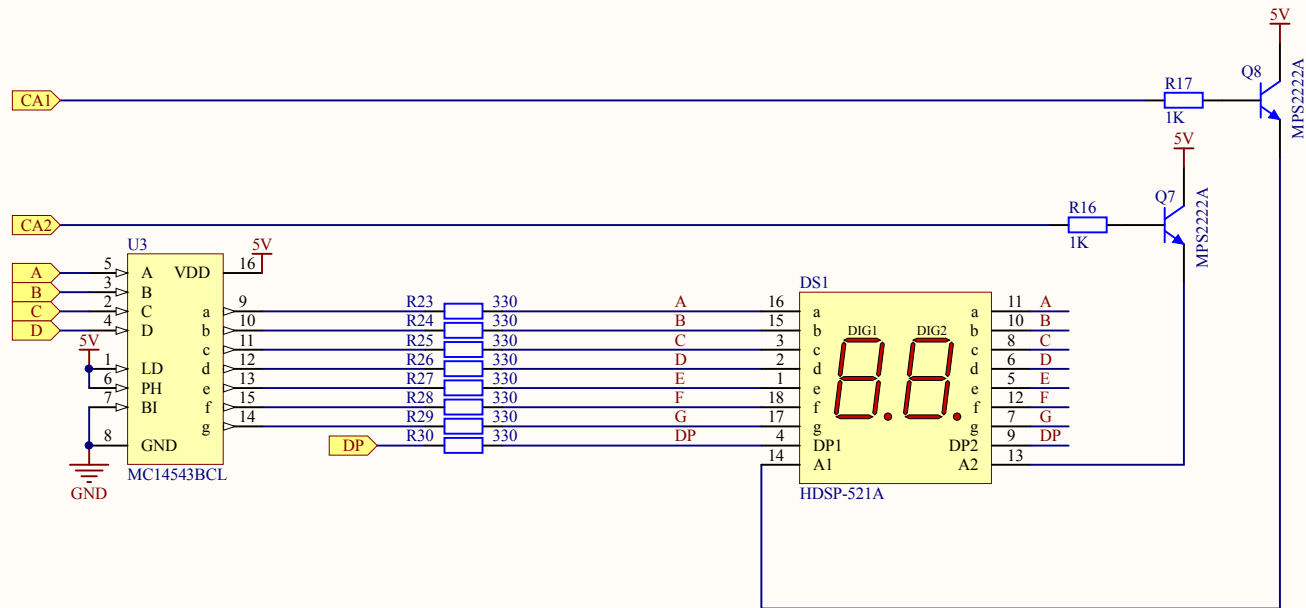 5V
CA1
R17
1K
Q8
MPS2222A
5V
CA2
R16
1K
Q7
MPS2222A
U3
5V
A 5 A VDD 16
B 3 B
C 2 C a 9 R23 330 A
D 4 D b 10 R24 330 B
5V c 11 R25 330 C
1 LD d 12 R26 330 D
6 PH e 13 R27 330 E
7 BI f 15 R28 330 F
g 14 R29 330 G
8 GND DP R30 330 DP
MC14543BCL
GND
DS1
16 a DIG1 DIG2 a 11 A
15 b b 10 B
3 c c 8 C
2 d d 6 D
1 e e 5 E
18 f f 12 F
17 g g 7 G
4 DP1 DP2 9 DP
14 A1 A2 13
HDSP-521A